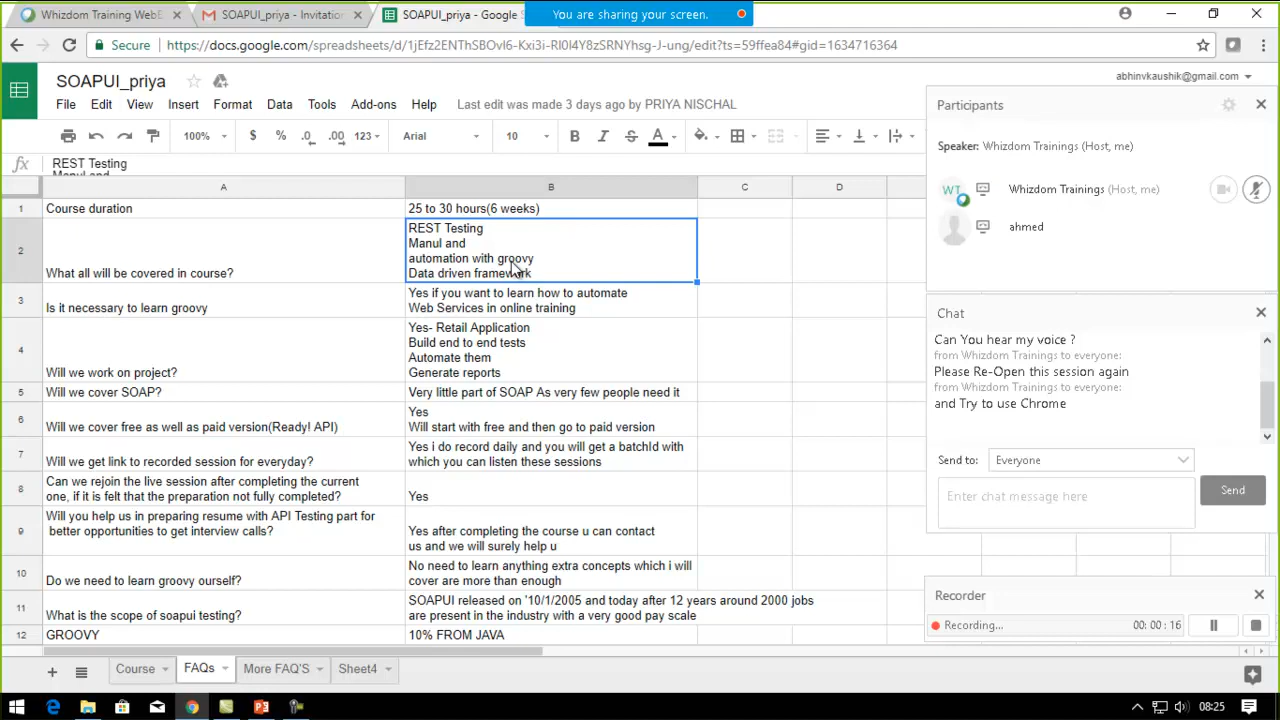 Whizdom Training WebE
SOAPUI_priya - Invitation
SOAPUI_priya - Google S
You are sharing your screen.
Secure
https://docs.google.com/spreadsheets/d/1jEfz2ENThSBOvl6-Kxi3i-Rl0l4Y8zSRNYhsg-J-ung/edit?ts=59ffea84#gid=1634716364
SOAPUI_priya
abhinvkaushik@gmail.com
File Edit View Insert Format Data Tools Add-ons Help Last edit was made 3 days ago by PRIYA NISCHAL
100% $ % .0 .00 123 Arial 10 B I S A
fx REST Testing
Manul and
A B C D
1 Course duration 25 to 30 hours(6 weeks)
REST Testing
Manul and
automation with groovy
2 What all will be covered in course? Data driven framework
Yes if you want to learn how to automate
3 Is it necessary to learn groovy Web Services in online training
Yes- Retail Application
Build end to end tests
Automate them
4 Will we work on project? Generate reports
5 Will we cover SOAP? Very little part of SOAP As very few people need it
Yes
6 Will we cover free as well as paid version(Ready! API) Will start with free and then go to paid version
Yes i do record daily and you will get a batchId with
7 Will we get link to recorded session for everyday? which you can listen these sessions
Can we rejoin the live session after completing the current
8 one, if it is felt that the preparation not fully completed? Yes
Will you help us in preparing resume with API Testing part for
9 better opportunities to get interview calls? Yes after completing the course u can contact
us and we will surely help u
No need to learn anything extra concepts which i will
10 Do we need to learn groovy ourself? cover are more than enough
SOAPUI released on '10/1/2005 and today after 12 years around 2000 jobs
11 What is the scope of soapui testing? are present in the industry with a very good pay scale
12 GROOVY 10% FROM JAVA
Course FAQs More FAQ'S Sheet4
Participants
Speaker: Whizdom Trainings (Host, me)
WT Whizdom Trainings (Host, me)
ahmed
Chat
Can You hear my voice ?
from Whizdom Trainings to everyone:
Please Re-Open this session again
from Whizdom Trainings to everyone:
and Try to use Chrome
Send to: Everyone
Enter chat message here
Send
Recorder
Recording... 00 : 00 : 16
08:25